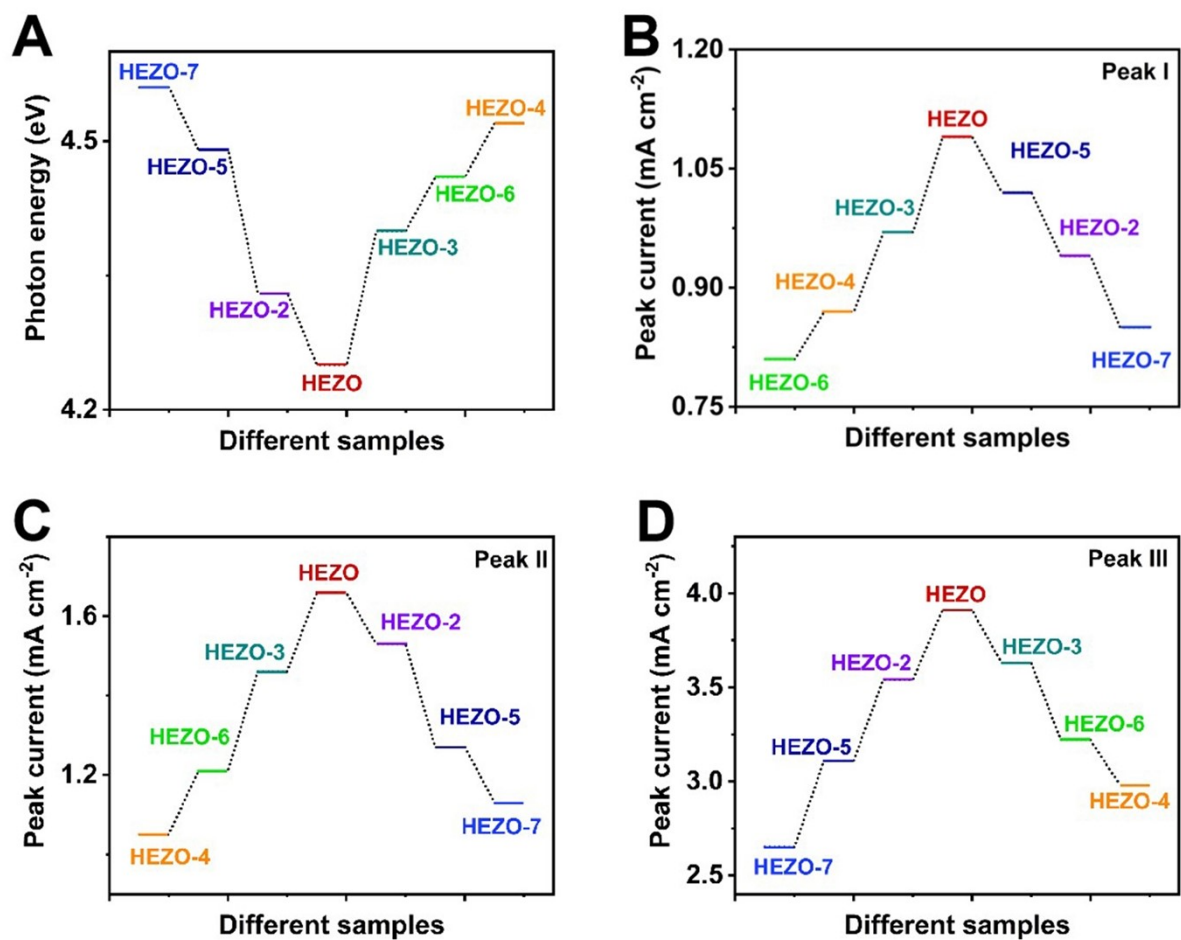 A
Photon energy (eV)
4.5
4.2
HEZO-7
HEZO-5
HEZO-2
HEZO
HEZO-3
HEZO-6
HEZO-4
Different samples
B
Peak current (mA cm-2)
1.20
1.05
0.90
0.75
Peak I
HEZO-6
HEZO-4
HEZO-3
HEZO
HEZO-5
HEZO-2
HEZO-7
Different samples
C
Peak current (mA cm-2)
1.6
1.2
Peak II
HEZO-4
HEZO-6
HEZO-3
HEZO
HEZO-2
HEZO-5
HEZO-7
Different samples
D
Peak current (mA cm-2)
4.0
3.5
3.0
2.5
Peak III
HEZO-7
HEZO-5
HEZO-2
HEZO
HEZO-3
HEZO-6
HEZO-4
Different samples